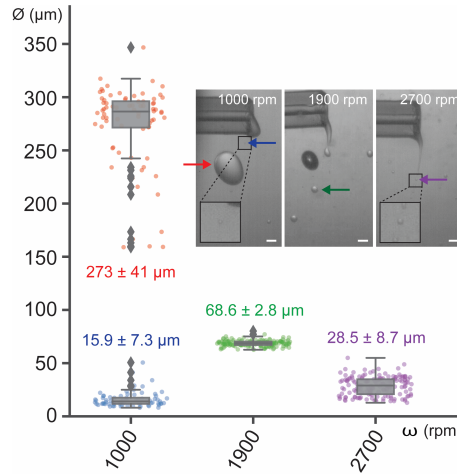 Ø (µm)
350
300
250
200
150
100
50
0
1000 rpm
1900 rpm
2700 rpm
273 ± 41 µm
15.9 ± 7.3 µm
68.6 ± 2.8 µm
28.5 ± 8.7 µm
1000
1900
2700
ω (rpm)